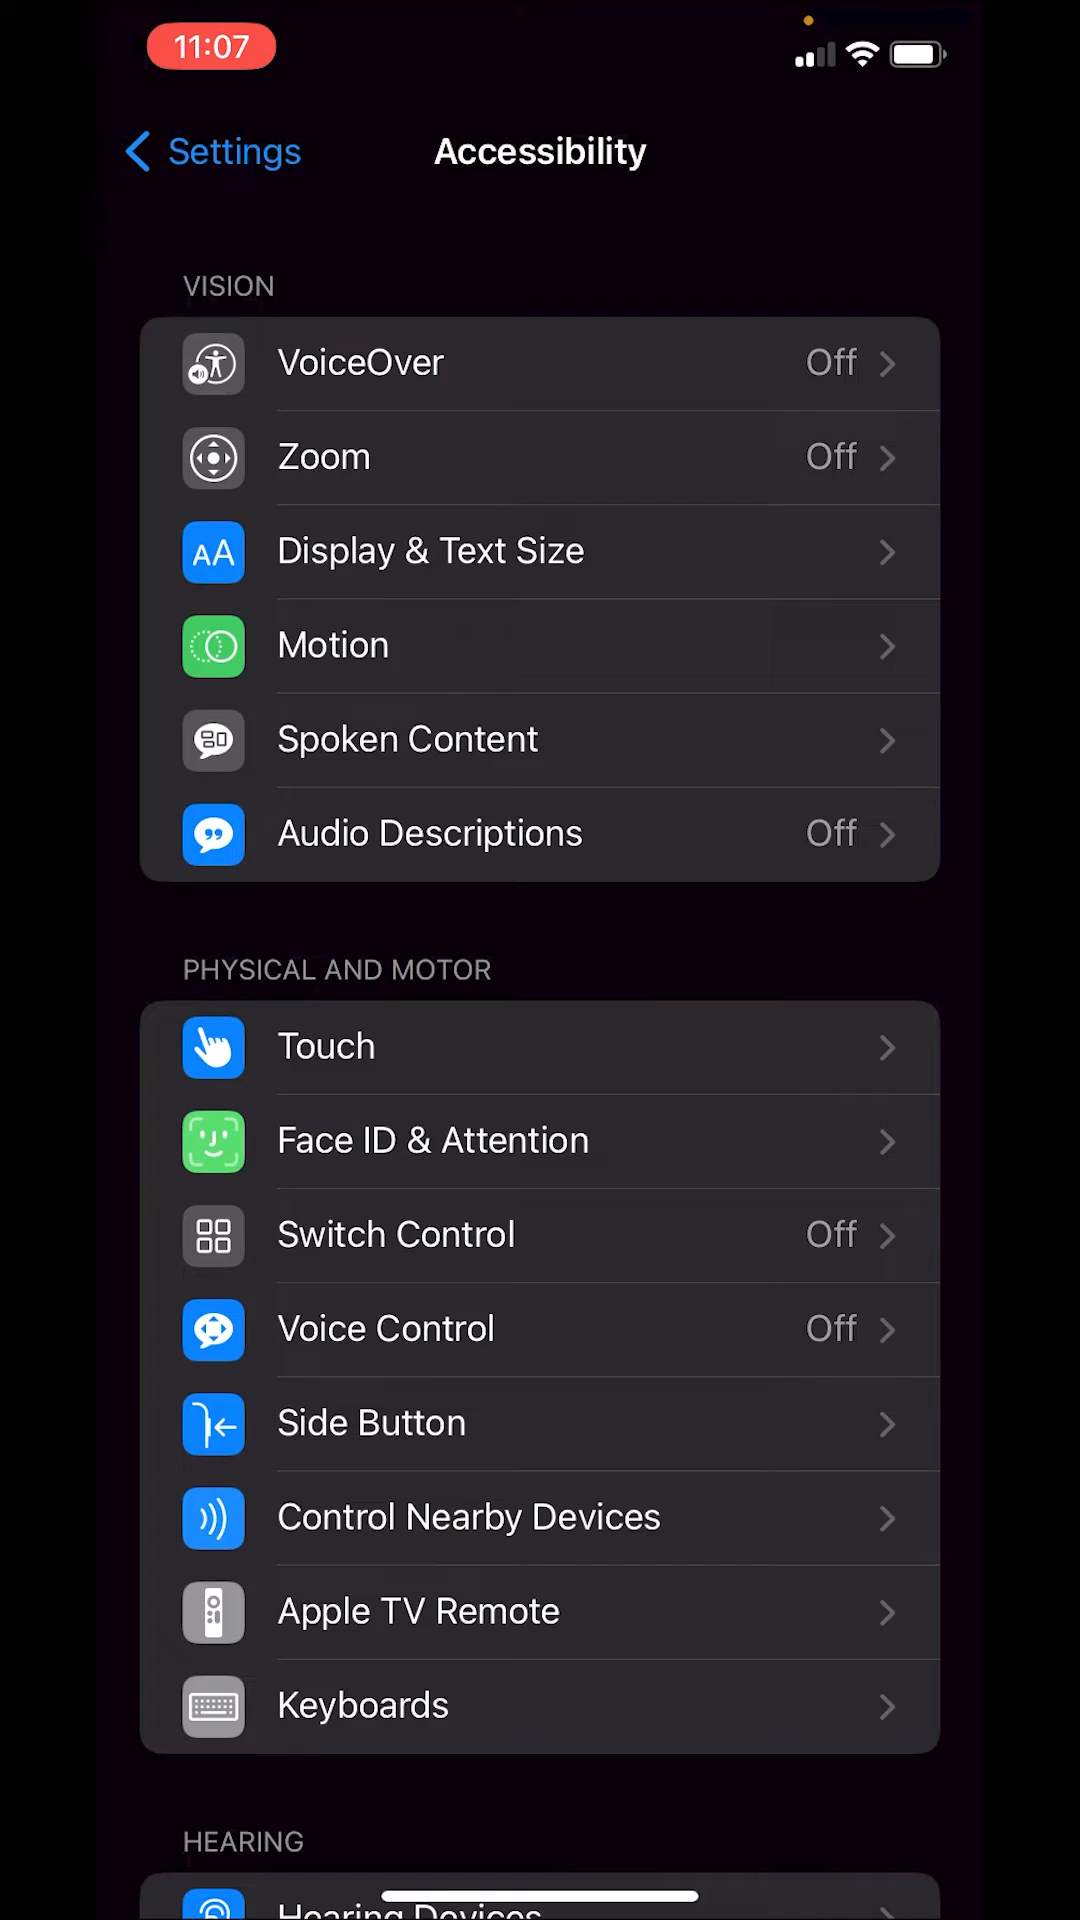 11:07
Settings
Accessibility
VISION
VoiceOver Off
Zoom Off
AA Display & Text Size
Motion
Spoken Content
Audio Descriptions Off
PHYSICAL AND MOTOR
Touch
Face ID & Attention
Switch Control Off
Voice Control Off
Side Button
Control Nearby Devices
Apple TV Remote
Keyboards
HEARING
Hearing Devices